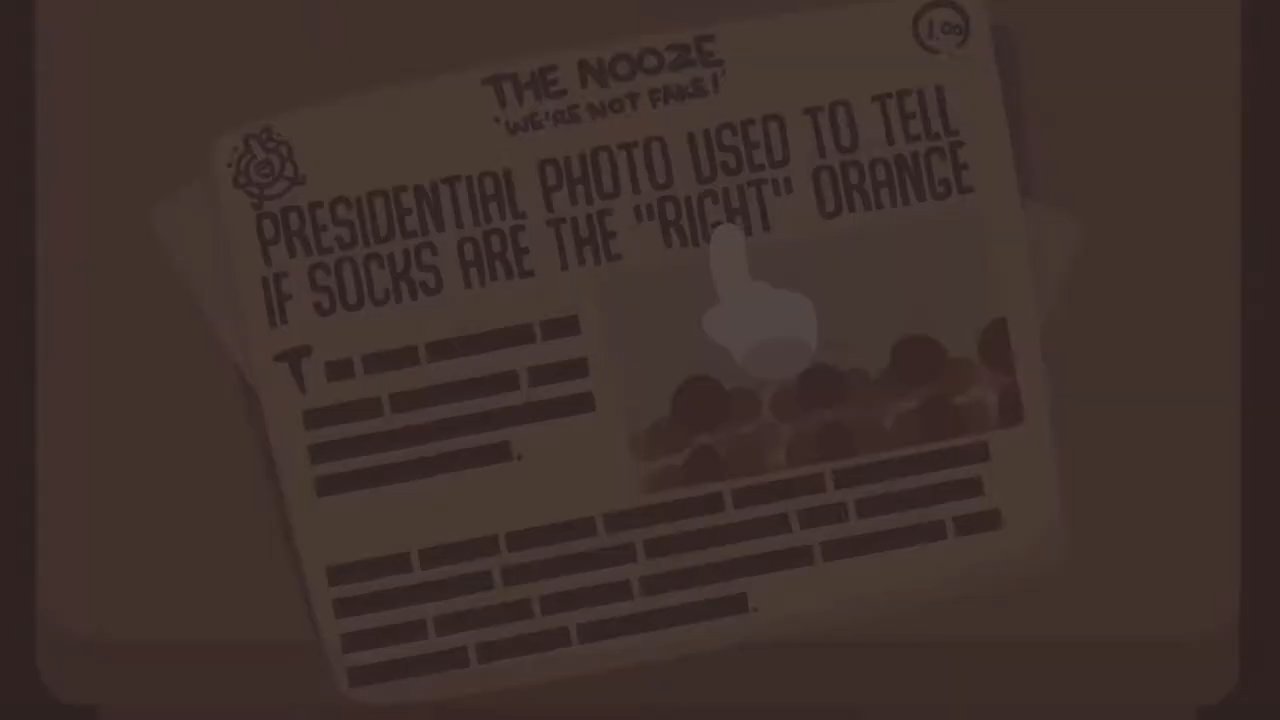 1.00
THE NOOZE
'WE'RE NOT FAKE!'
PRESIDENTIAL PHOTO USED TO TELL
IF SOCKS ARE THE "RIGHT" ORANGE
T